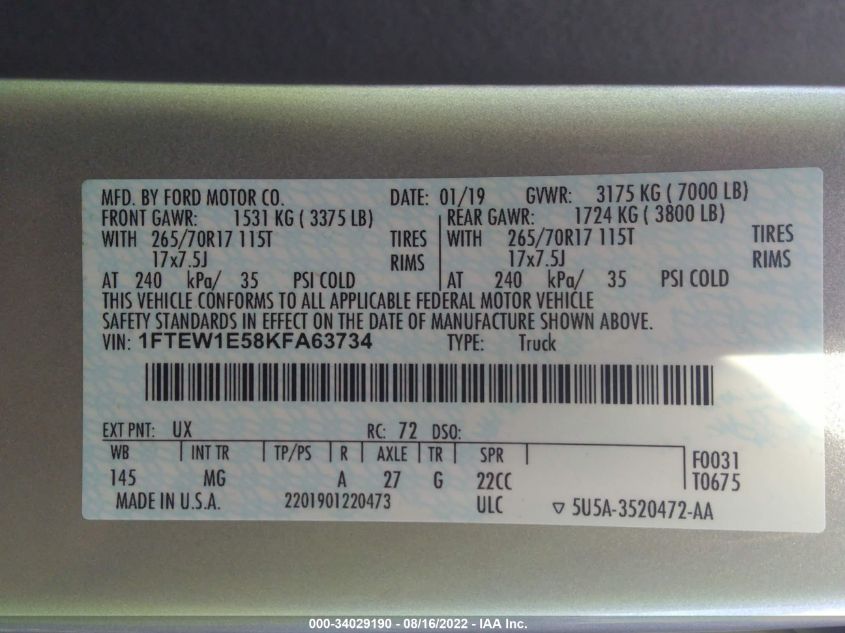 MFD. BY FORD MOTOR CO. DATE: 01/19 GVWR: 3175 KG ( 7000 LB)
FRONT GAWR: 1531 KG ( 3375 LB) REAR GAWR: 1724 KG ( 3800 LB)
WITH 265/70R17 115T TIRES WITH 265/70R17 115T TIRES
17x7.5J RIMS 17x7.5J RIMS
AT 240 kPa/ 35 PSI COLD AT 240 kPa/ 35 PSI COLD
THIS VEHICLE CONFORMS TO ALL APPLICABLE FEDERAL MOTOR VEHICLE
SAFETY STANDARDS IN EFFECT ON THE DATE OF MANUFACTURE SHOWN ABOVE.
VIN: 1FTEW1E58KFA63734 TYPE: Truck
EXT PNT: UX RC: 72 DSO:
WB INT TR TP/PS R AXLE TR SPR F0031
145 MG A 27 G 22CC T0675
MADE IN U.S.A. 2201901220473 ULC ▽ 5U5A-3520472-AA
000-34029190 - 08/16/2022 - IAA Inc.